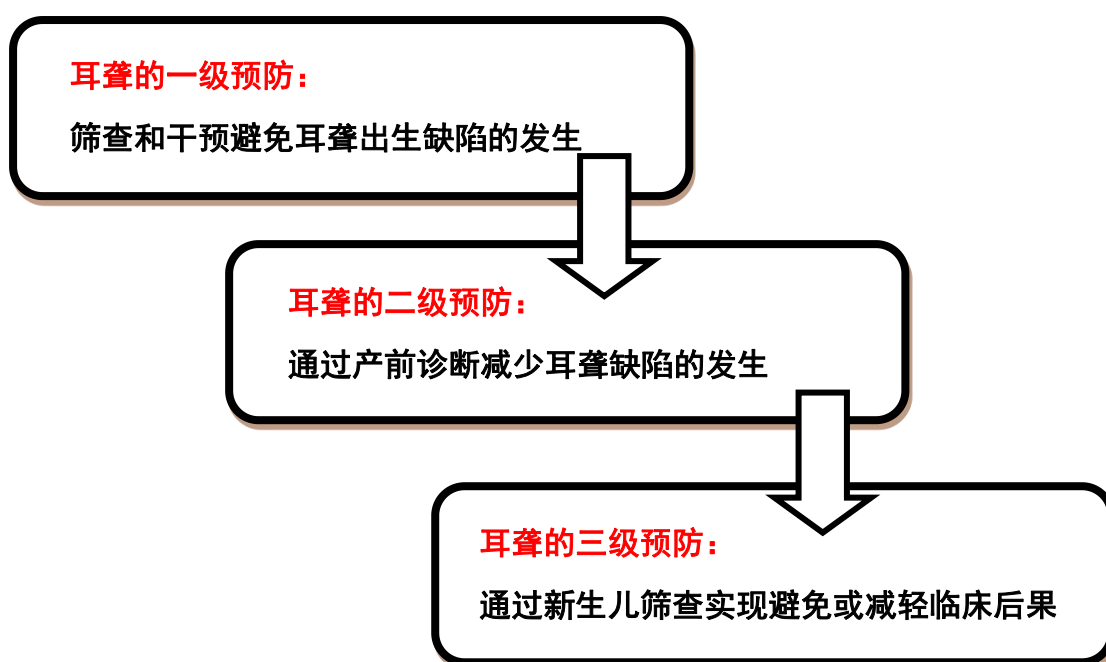 耳聋的一级预防：
筛查和干预避免耳聋出生缺陷的发生
耳聋的二级预防：
通过产前诊断减少耳聋缺陷的发生
耳聋的三级预防：
通过新生儿筛查实现避免或减轻临床后果